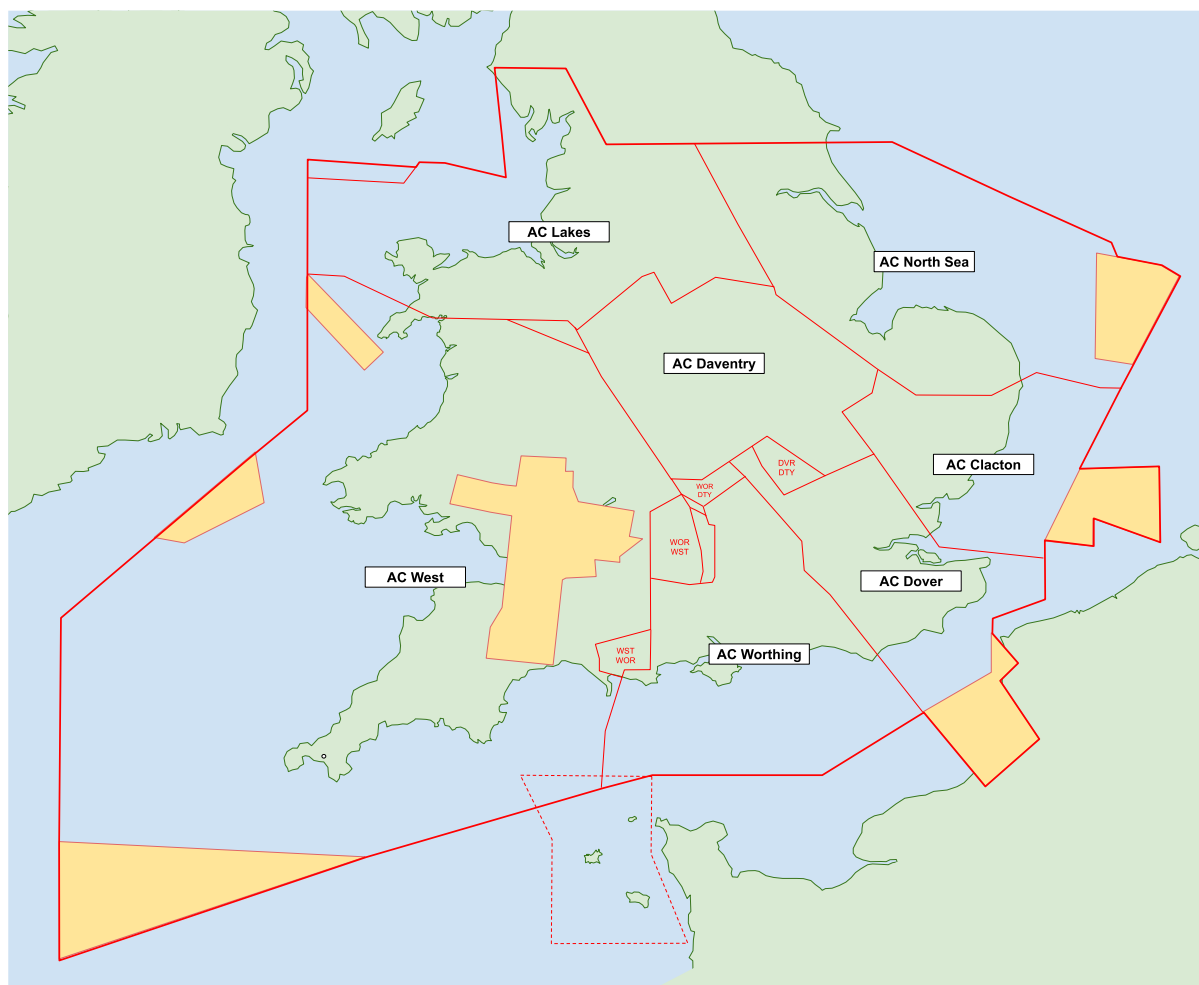 AC Lakes
AC North Sea
AC Daventry
DVR
DTY
AC Clacton
WOR
DTY
WOR
WST
AC West
AC Dover
WST
WOR
AC Worthing